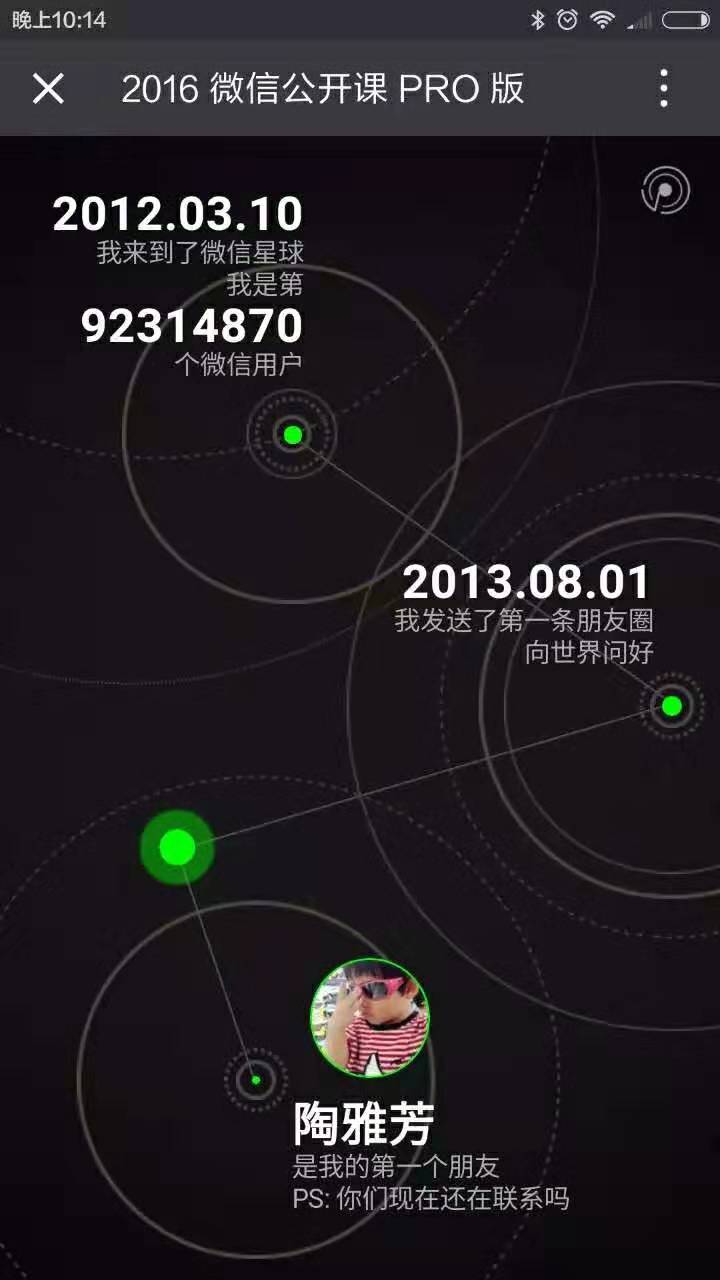 晚上10:14
2016 微信公开课 PRO 版
2012.03.10
我来到了微信星球
我是第
92314870
个微信用户
2013.08.01
我发送了第一条朋友圈
向世界问好
陶雅芳
是我的第一个朋友
PS: 你们现在还在联系吗